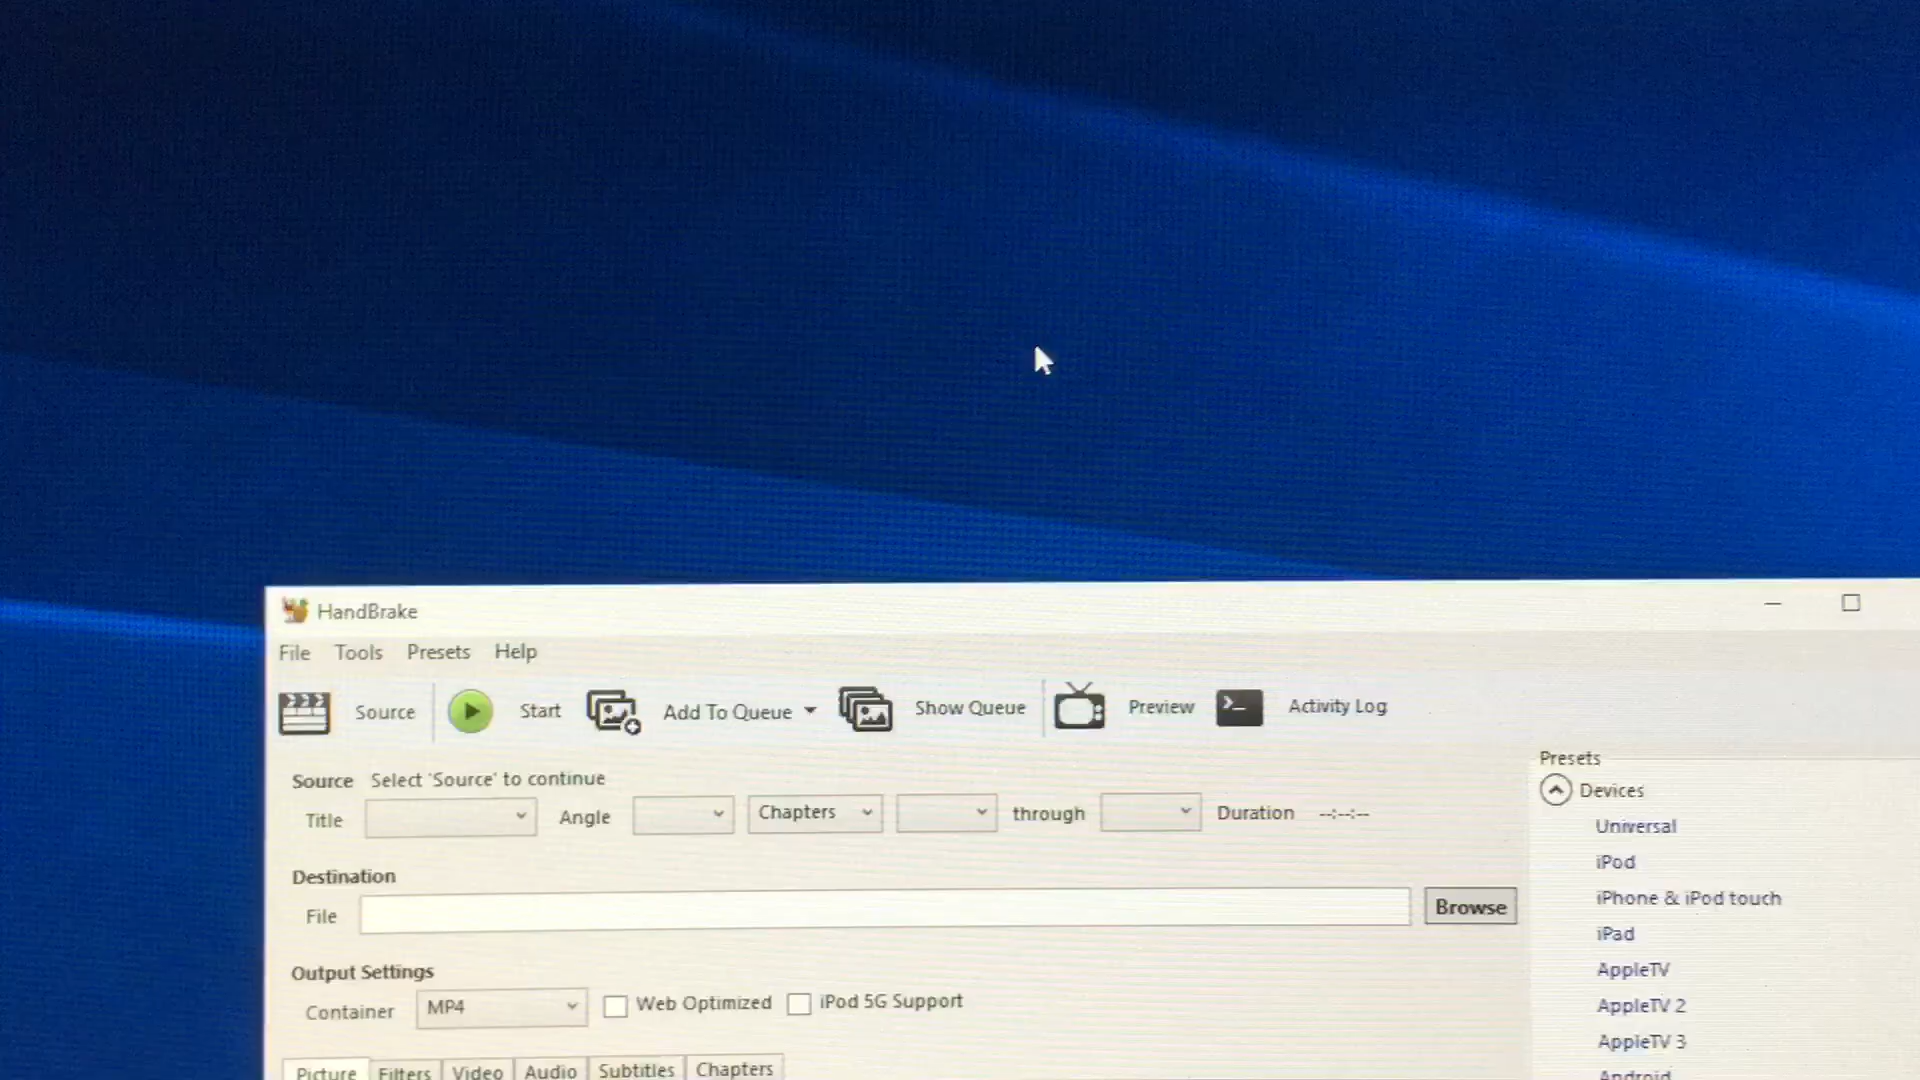 HandBrake
File Tools Presets Help
Source Start Add To Queue Show Queue Preview Activity Log
Source Select 'Source' to continue
Title Angle Chapters through Duration --:--:--
Destination
File Browse
Output Settings
Container MP4 Web Optimized iPod 5G Support
Picture Filters Video Audio Subtitles Chapters
Presets
Devices
Universal
iPod
iPhone & iPod touch
iPad
AppleTV
AppleTV 2
AppleTV 3
Android